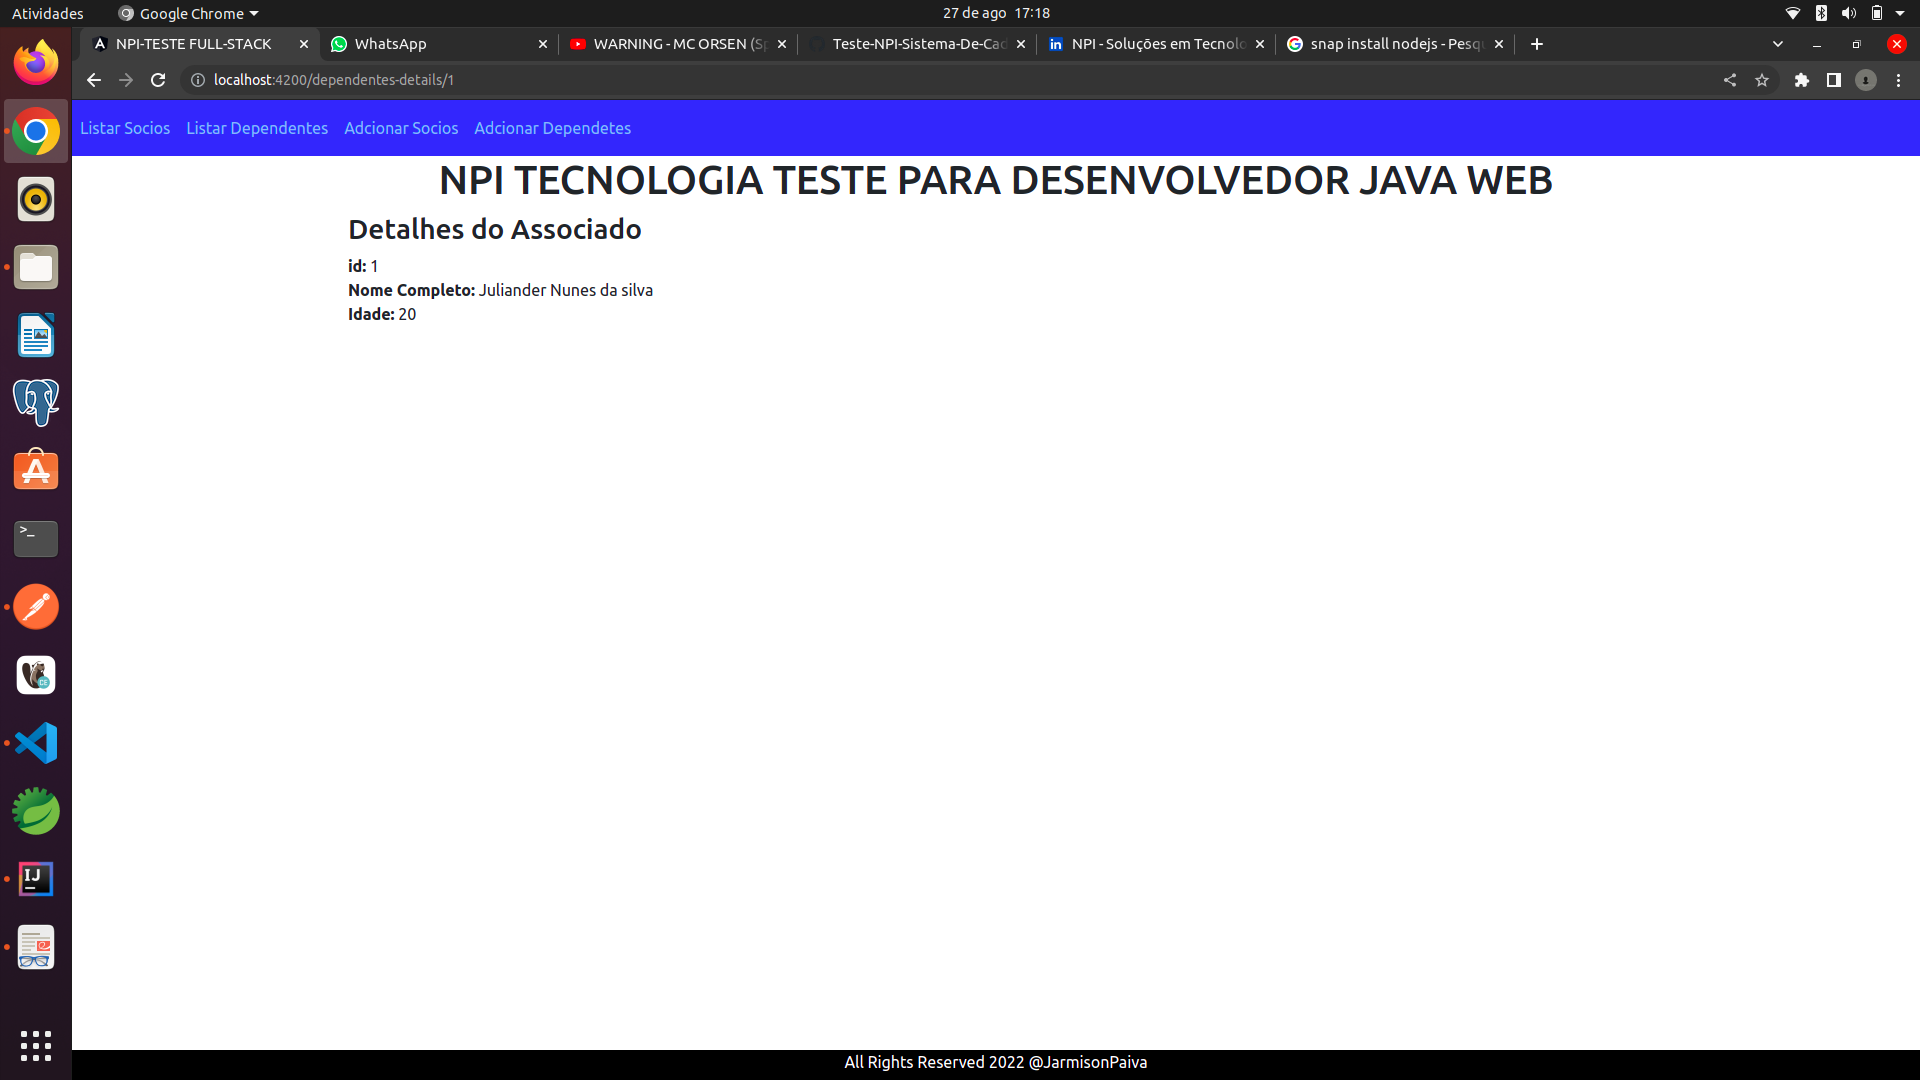 Atividades
Google Chrome
27 de ago 17:18
NPI-TESTE FULL-STACK
WhatsApp
WARNING - MC ORSEN (Sp
Teste-NPI-Sistema-De-Cad
NPI - Soluções em Tecnolo
snap install nodejs - Pesqu
localhost:4200/dependentes-details/1
Listar Socios
Listar Dependentes
Adcionar Socios
Adcionar Dependetes
NPI TECNOLOGIA TESTE PARA DESENVOLVEDOR JAVA WEB
Detalhes do Associado
id: 1
Nome Completo: Juliander Nunes da silva
Idade: 20
All Rights Reserved 2022 @JarmisonPaiva